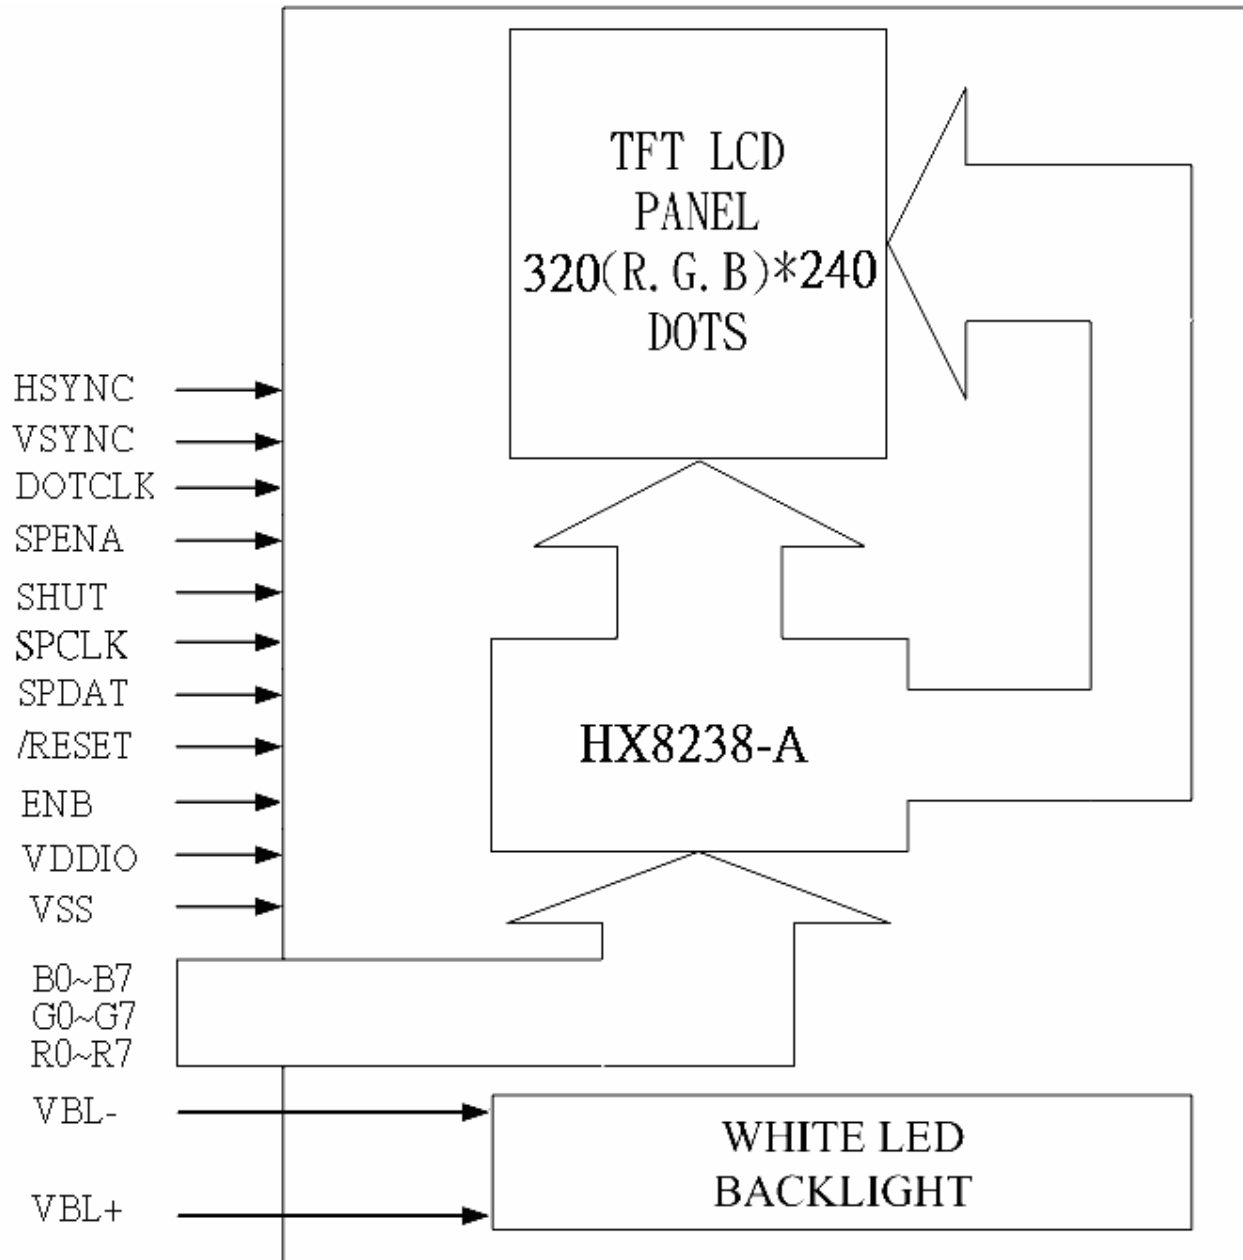 TFT LCD
PANEL
320(R.G.B)*240
DOTS
HSYNC
VSYNC
DOTCLK
SPENA
SHUT
SPCLK
SPDAT
/RESET
ENB
VDDIO
VSS
HX8238-A
B0~B7
G0~G7
R0~R7
VBL-
VBL+
WHITE LED
BACKLIGHT